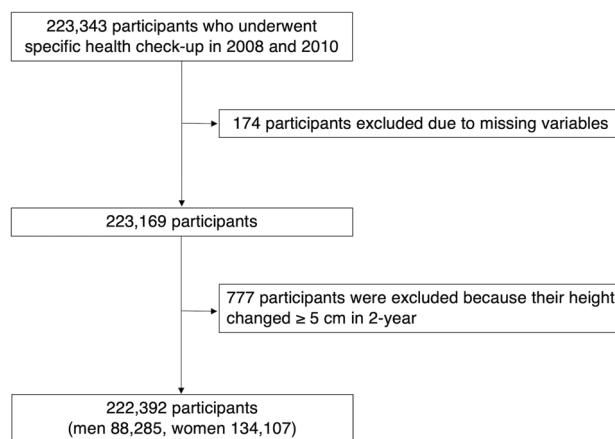 223,343 participants who underwent
specific health check-up in 2008 and 2010
174 participants excluded due to missing variables
223,169 participants
777 participants were excluded because their height
changed ≥ 5 cm in 2-year
222,392 participants
(men 88,285, women 134,107)